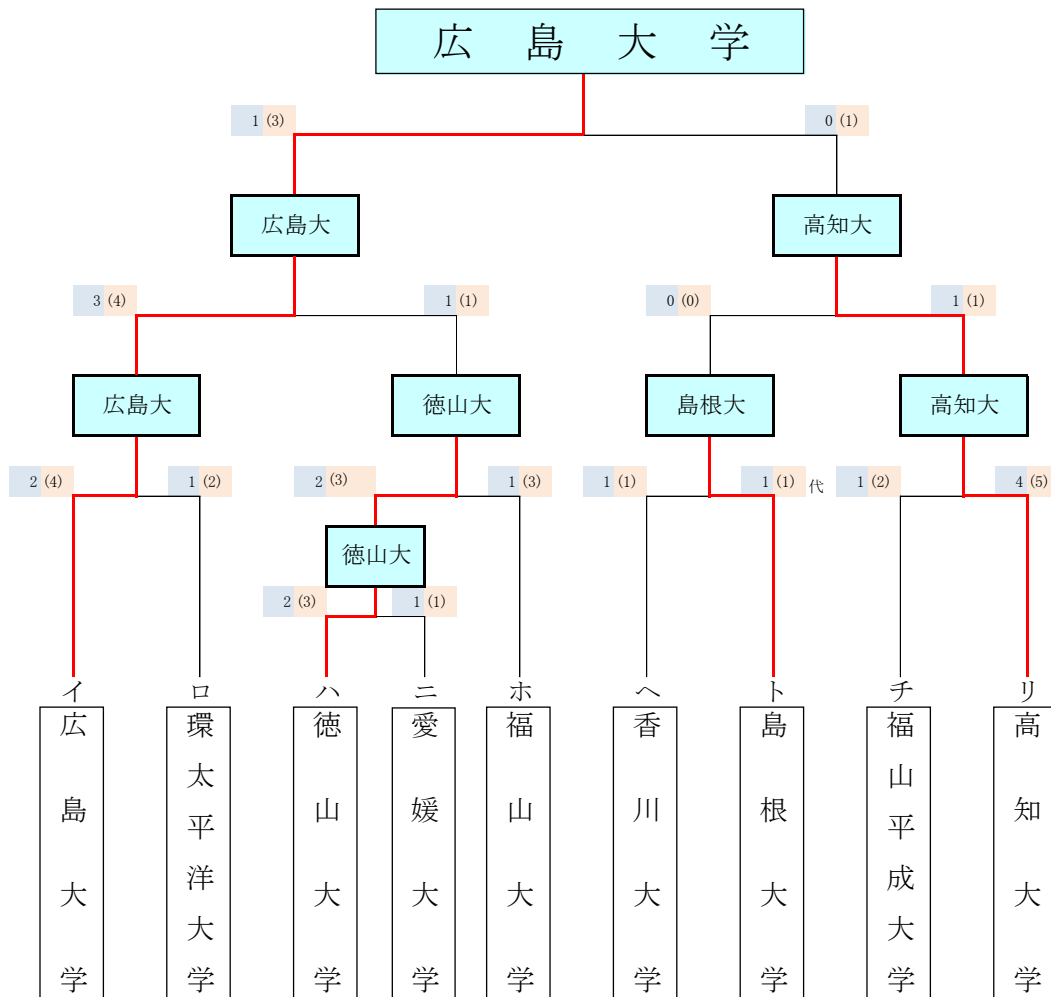 広島大学
1 (3)
0 (1)
広島大
高知大
3 (4)
1 (1)
0 (0)
1 (1)
広島大
徳山大
島根大
高知大
2 (4)
1 (2)
2 (3)
1 (3)
1 (1)
1 (1) 代
1 (2)
4 (5)
徳山大
2 (3)
1 (1)
イ
ロ
ハ
ニ
ホ
ヘ
ト
チ
リ
広島大学
環太平洋大学
徳山大学
愛媛大学
福山大学
香川大学
島根大学
福山平成大学
高知大学